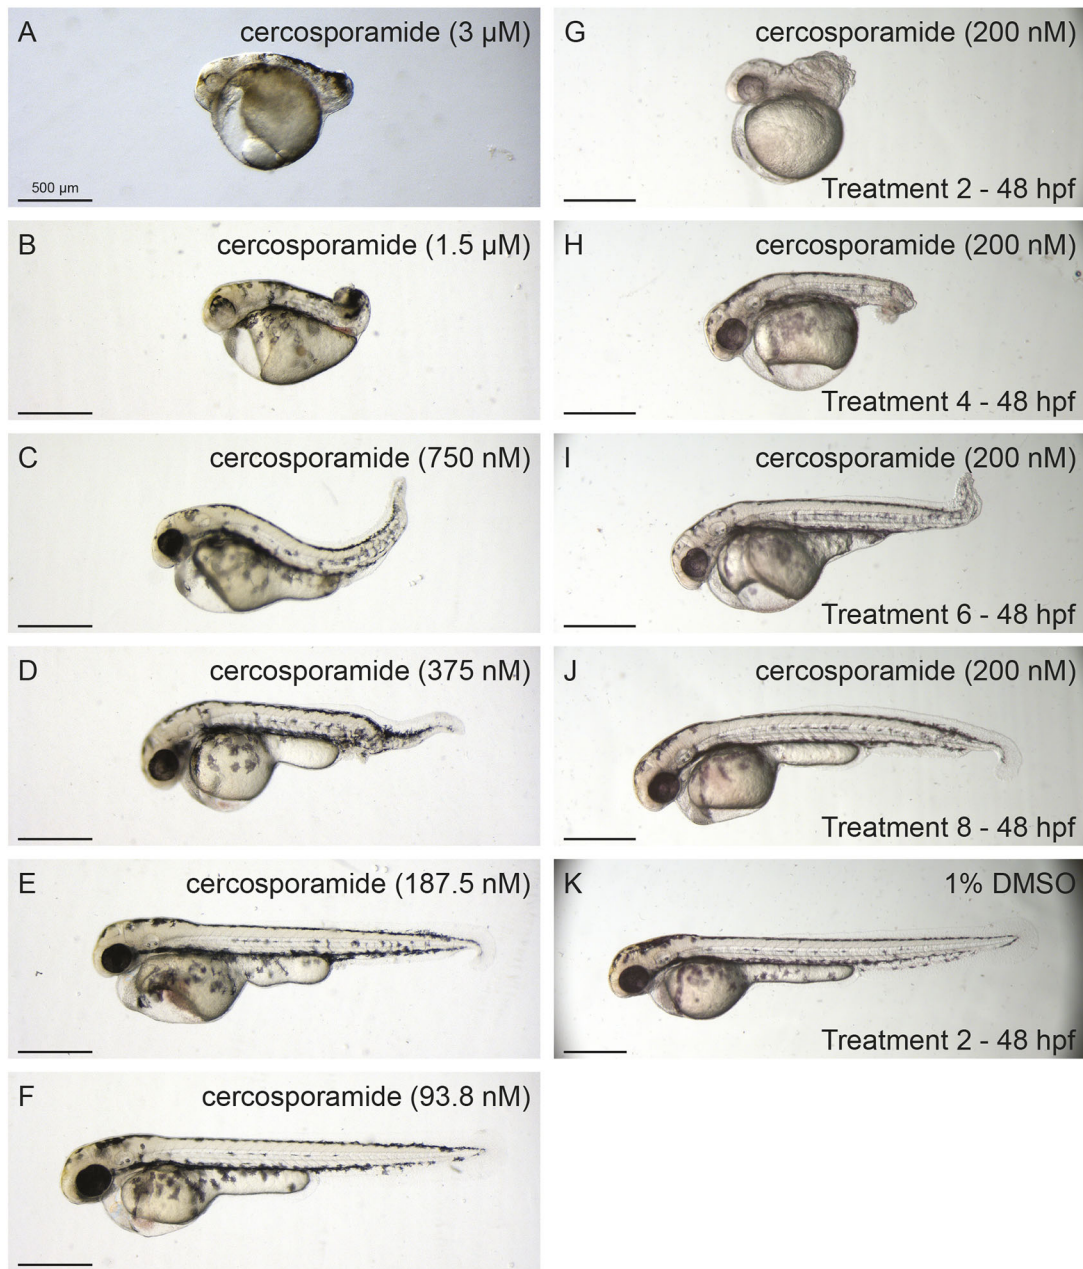 A
cercosporamide (3 µM)
500 µm
B
cercosporamide (1.5 µM)
C
cercosporamide (750 nM)
D
cercosporamide (375 nM)
E
cercosporamide (187.5 nM)
F
cercosporamide (93.8 nM)
G
cercosporamide (200 nM)
Treatment 2 - 48 hpf
H
cercosporamide (200 nM)
Treatment 4 - 48 hpf
I
cercosporamide (200 nM)
Treatment 6 - 48 hpf
J
cercosporamide (200 nM)
Treatment 8 - 48 hpf
K
1% DMSO
Treatment 2 - 48 hpf